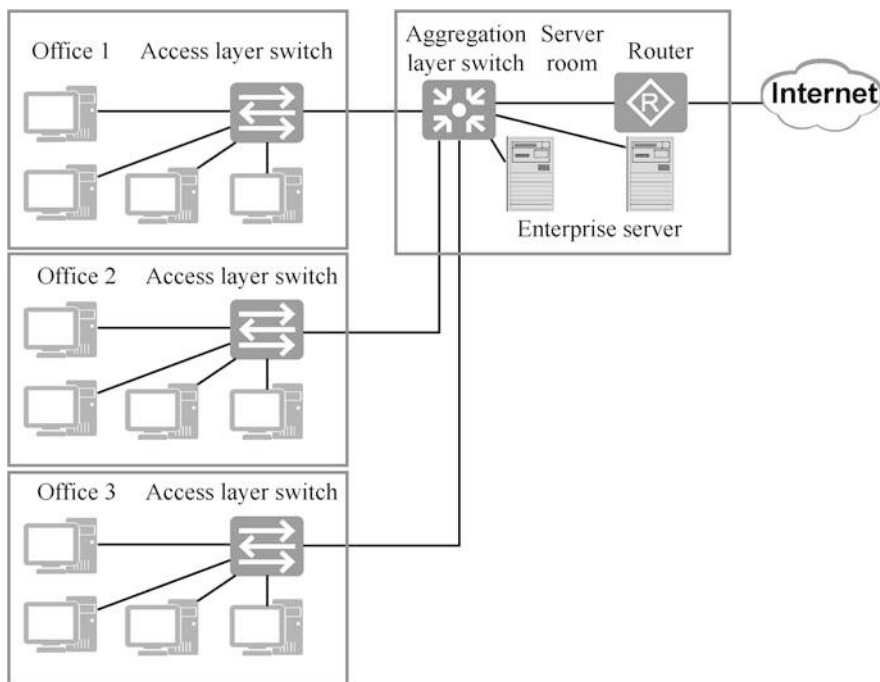 Office 1
Access layer switch
Aggregation
layer switch
Server
room
Router
R
Internet
Enterprise server
Office 2
Access layer switch
Office 3
Access layer switch